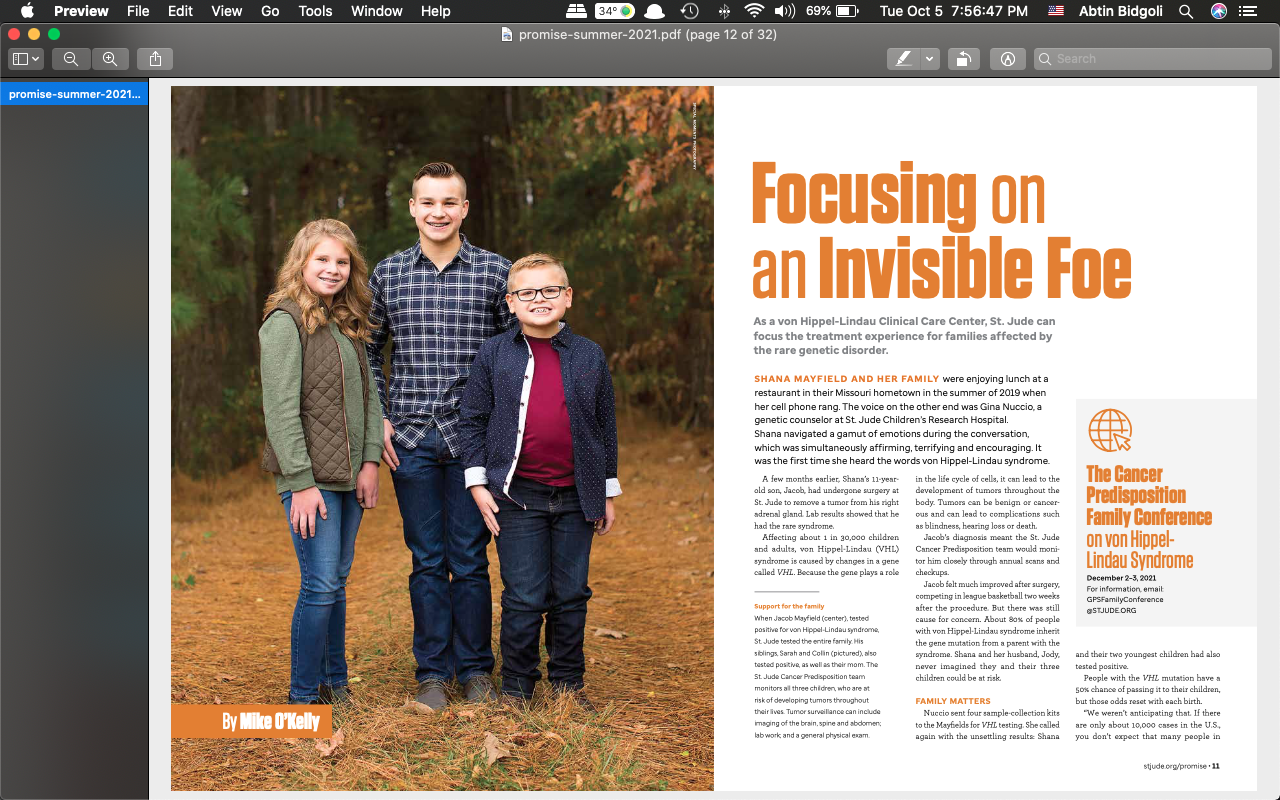 Preview File Edit View Go Tools Window Help 34° 69% Tue Oct 5 7:56:47 PM Abtin Bidgoli
promise-summer-2021.pdf (page 12 of 32)
Search
promise-summer-2021...
SPECIAL MOMENTS PHOTOGRAPHY
By Mike O'Kelly
Focusing on
an Invisible Foe
As a von Hippel-Lindau Clinical Care Center, St. Jude can
focus the treatment experience for families affected by
the rare genetic disorder.
SHANA MAYFIELD AND HER FAMILY were enjoying lunch at a
restaurant in their Missouri hometown in the summer of 2019 when
her cell phone rang. The voice on the other end was Gina Nuccio, a
genetic counselor at St. Jude Children's Research Hospital.
Shana navigated a gamut of emotions during the conversation,
which was simultaneously affirming, terrifying and encouraging. It
was the first time she heard the words von Hippel-Lindau syndrome.
A few months earlier, Shana's 11-year-
old son, Jacob, had undergone surgery at
St. Jude to remove a tumor from his right
adrenal gland. Lab results showed that he
had the rare syndrome.
Affecting about 1 in 30,000 children
and adults, von Hippel-Lindau (VHL)
syndrome is caused by changes in a gene
called VHL. Because the gene plays a role
Support for the family
When Jacob Mayfield (center), tested
positive for von Hippel-Lindau syndrome,
St. Jude tested the entire family. His
siblings, Sarah and Collin (pictured), also
tested positive, as well as their mom. The
St. Jude Cancer Predisposition team
monitors all three children, who are at
risk of developing tumors throughout
their lives. Tumor surveillance can include
imaging of the brain, spine and abdomen;
lab work; and a general physical exam.
in the life cycle of cells, it can lead to the
development of tumors throughout the
body. Tumors can be benign or cancer-
ous and can lead to complications such
as blindness, hearing loss or death.
Jacob's diagnosis meant the St. Jude
Cancer Predisposition team would moni-
tor him closely through annual scans and
checkups.
Jacob felt much improved after surgery,
competing in league basketball two weeks
after the procedure. But there was still
cause for concern. About 80% of people
with von Hippel-Lindau syndrome inherit
the gene mutation from a parent with the
syndrome. Shana and her husband, Jody,
never imagined they and their three
children could be at risk.
FAMILY MATTERS
Nuccio sent four sample-collection kits
to the Mayfields for VHL testing. She called
again with the unsettling results: Shana
The Cancer
Predisposition
Family Conference
on von Hippel-
Lindau Syndrome
December 2-3, 2021
For information, email:
GPSFamilyConference
@STJUDE.ORG
and their two youngest children had also
tested positive.
People with the VHL mutation have a
50% chance of passing it to their children,
but those odds reset with each birth.
"We weren't anticipating that. If there
are only about 10,000 cases in the U.S.,
you don't expect that many people in
stjude.org/promise • 11